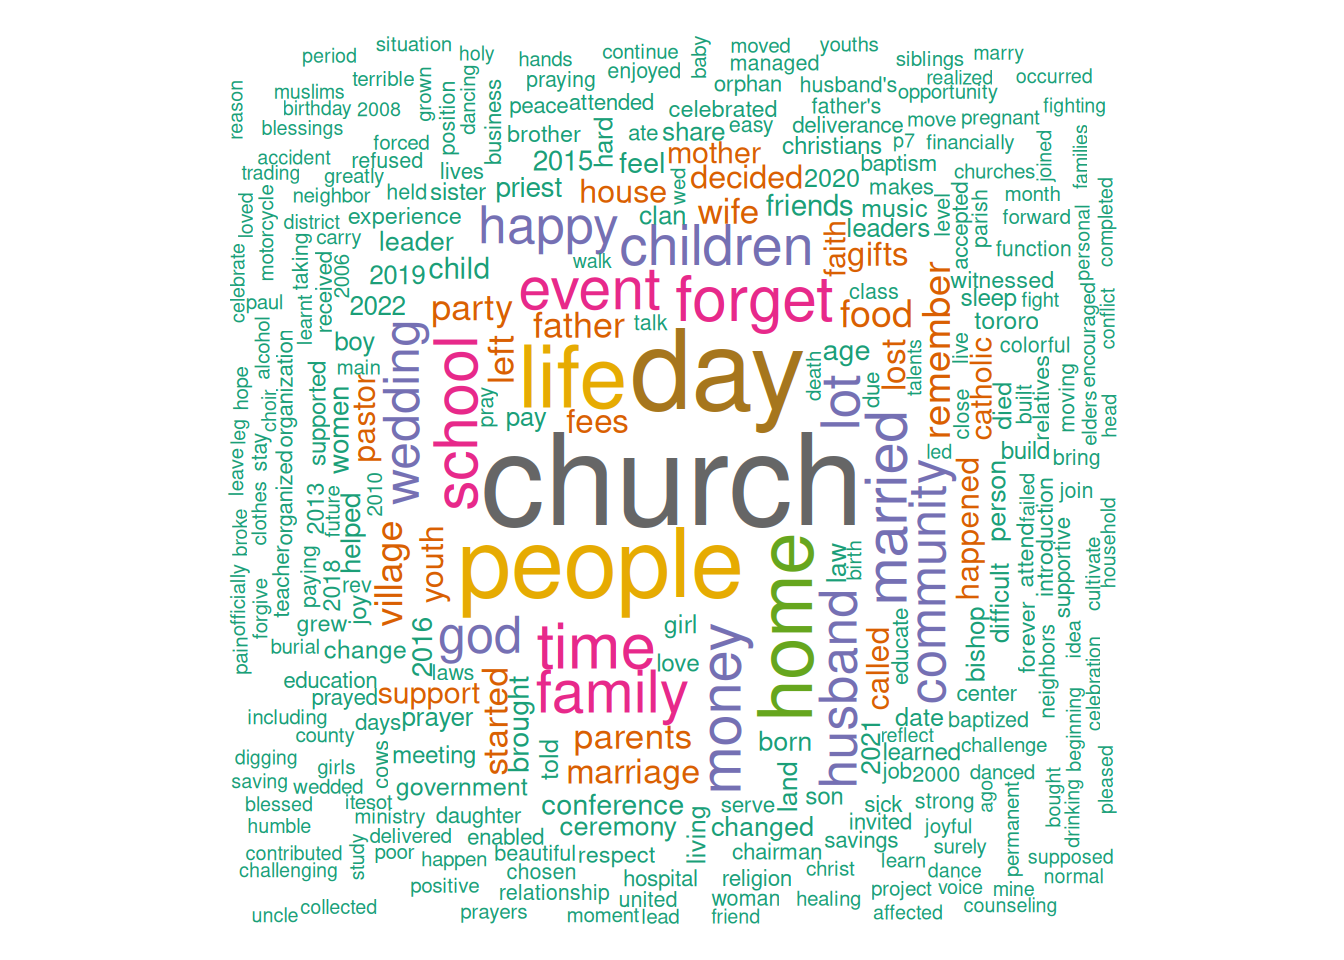 situation
period
holy
hands
continue
baby
moved
youths
siblings
marry
muslims
terrible
grown
praying
enjoyed
managed
orphan
husband's
realized
occurred
reason
birthday
2008
position
dancing
business
peace
attended
celebrated
father's
opportunity
fighting
blessings
forced
brother
ate
share
easy
deliverance
move
pregnant
accident
refused
lives
2015
hard
feel
mother
christians
p7
financially
joined
families
trading
greatly
neighbor
held
sister
priest
house
wed
decided
2020
baptism
makes
churches
month
loved
motorcycle
district
experience
happy
clan
wife
friends
music
level
accepted
parish
forward
celebrate
taking
carry
leader
children
faith
leaders
function
personal
completed
received
2006
2019
child
walk
gifts
witnessed
paul
learnt
2022
party
event
forget
class
food
remember
sleep
fight
encouraged
conflict
alcohol
boy
wedding
school
left
father
talk
life
day
death
age
lot
lost
talents
tororo
colorful
live
catholic
main
pastor
pray
pay
fees
due
close
died
built
relatives
moving
elders
head
hope
leg
choir
organization
supported
women
married
led
build
bring
leave
stay
clothes
organized
2013
future
2010
helped
church
community
happened
person
join
broke
officially
pain
forgive
teacher
paying
2018
rev
joy
village
youth
people
home
law
birth
difficult
attend
failed
introduction
supportive
cultivate
household
grew
burial
change
2016
god
time
girl
love
husband
educate
called
bishop
forever
neighbors
idea
celebration
education
prayed
laws
support
family
money
center
beginning
including
county
days
prayer
started
brought
parents
born
2021
reflect
date
baptized
digging
girls
cows
meeting
told
marriage
land
learned
challenge
saving
wedded
government
job
2000
danced
ago
permanent
bought
drinking
pleased
blessed
itesot
ministry
daughter
conference
serve
son
sick
strong
humble
delivered
enabled
ceremony
living
changed
savings
invited
joyful
surely
contributed
study
poor
happen
beautiful
respect
chairman
learn
dance
supposed
challenging
positive
chosen
relationship
hospital
united
religion
woman
christ
healing
project
voice
mine
normal
uncle
collected
prayers
moment
lead
friend
affected
counseling